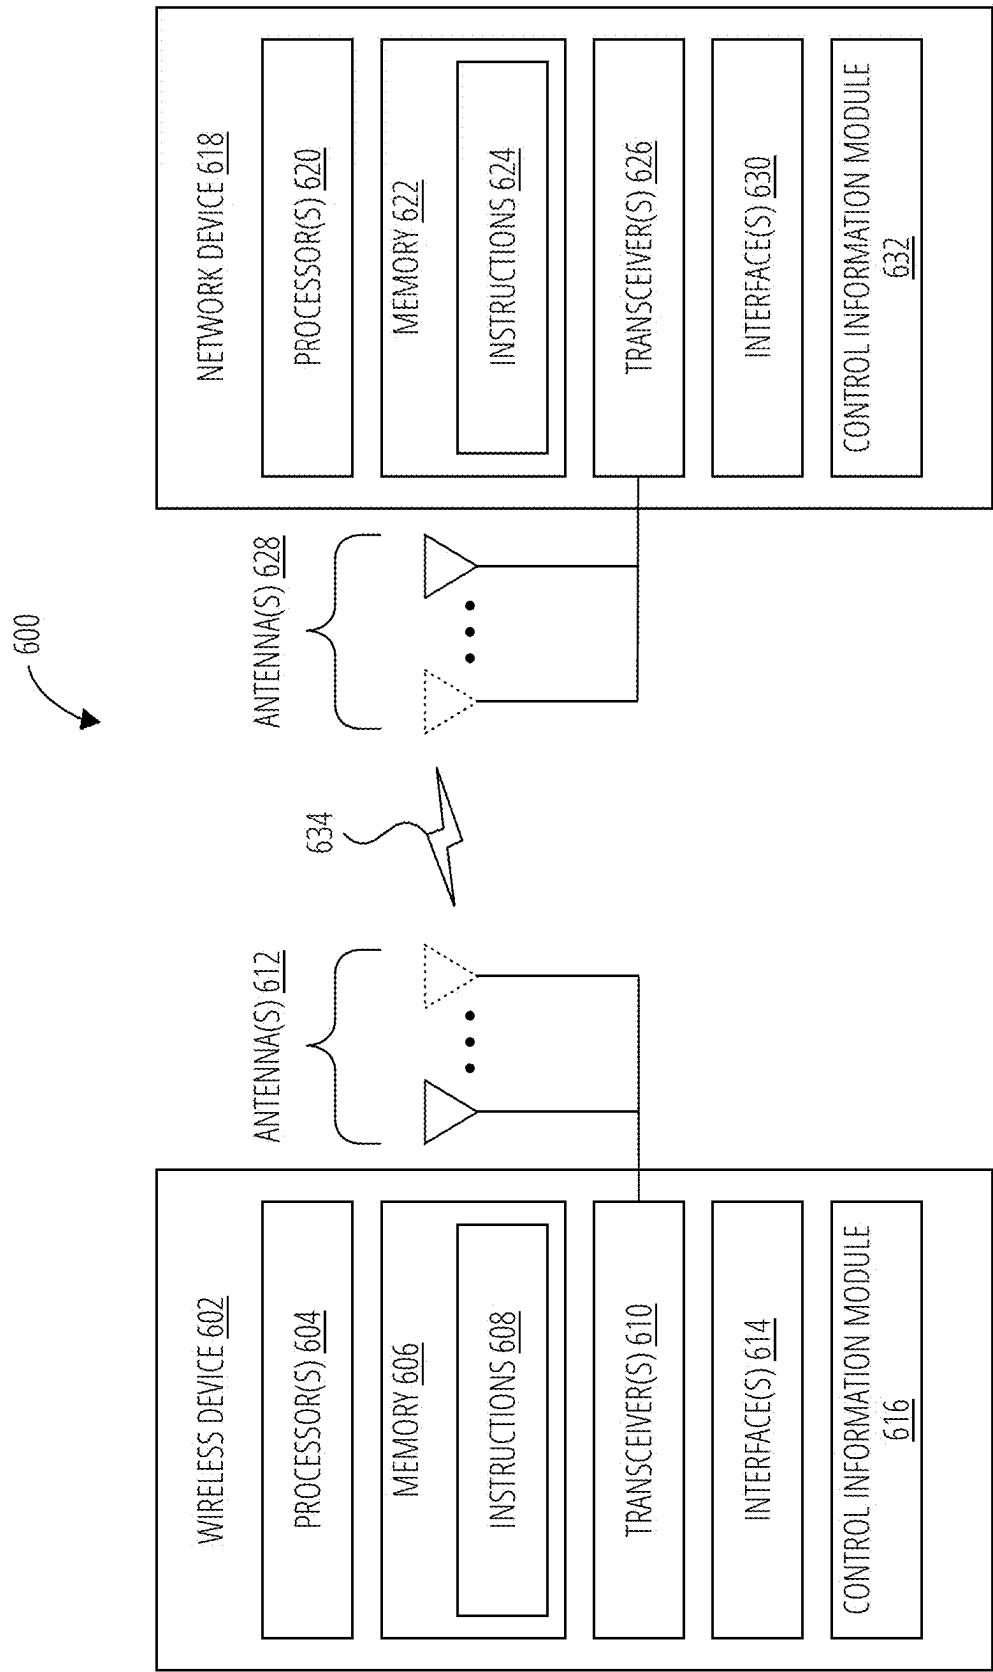 600
WIRELESS DEVICE 602
PROCESSOR(S) 604
MEMORY 606
INSTRUCTIONS 608
TRANSCEIVER(S) 610
INTERFACE(S) 614
CONTROL INFORMATION MODULE
616
ANTENNA(S) 612
634
ANTENNA(S) 628
NETWORK DEVICE 618
PROCESSOR(S) 620
MEMORY 622
INSTRUCTIONS 624
TRANSCEIVER(S) 626
INTERFACE(S) 630
CONTROL INFORMATION MODULE
632